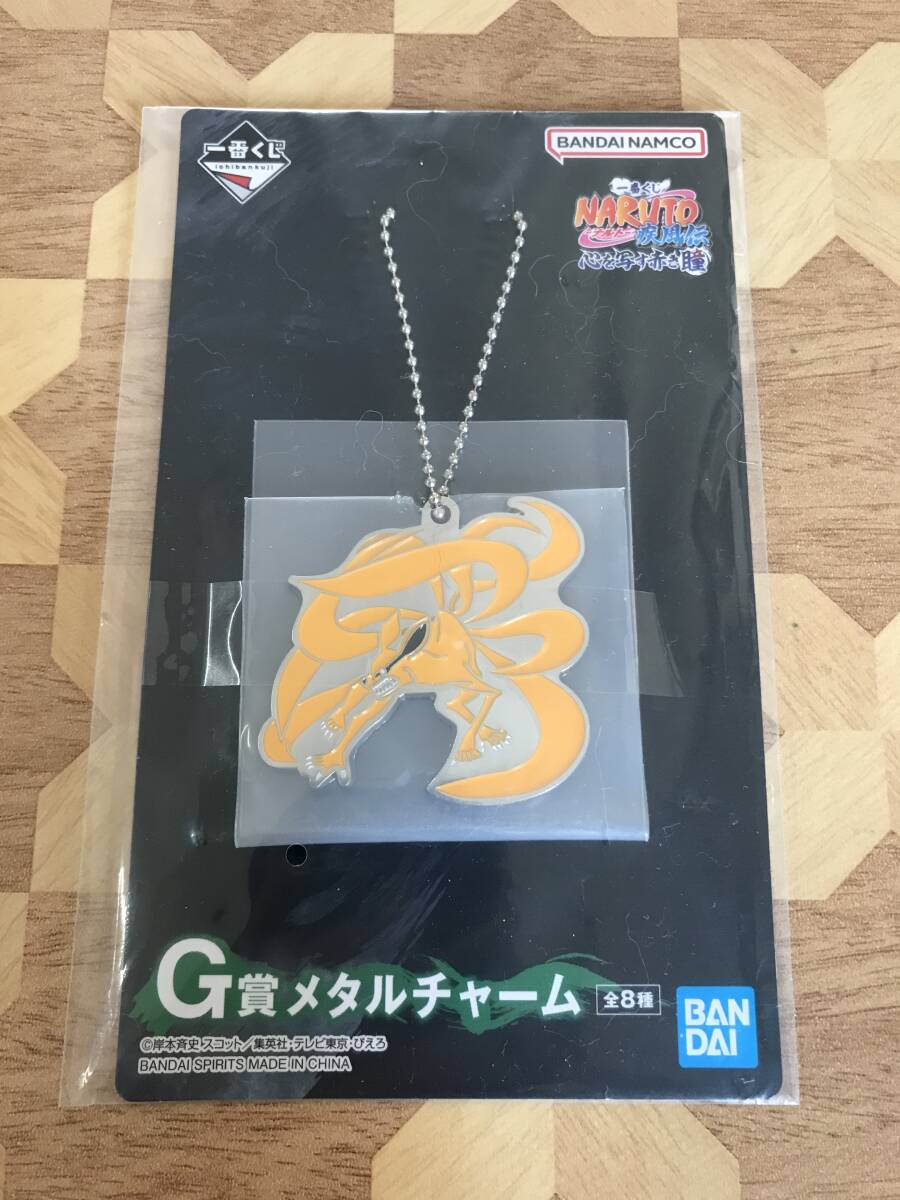 一番くじ
ichibankuji
BANDAI NAMCO
一番くじ
NARUTO
ナルト
疾風伝
心を写す赤き瞳
G賞 メタルチャーム 全8種
©岸本斉史 スコット／集英社・テレビ東京・ぴえろ
BANDAI SPIRITS MADE IN CHINA
BAN
DAI